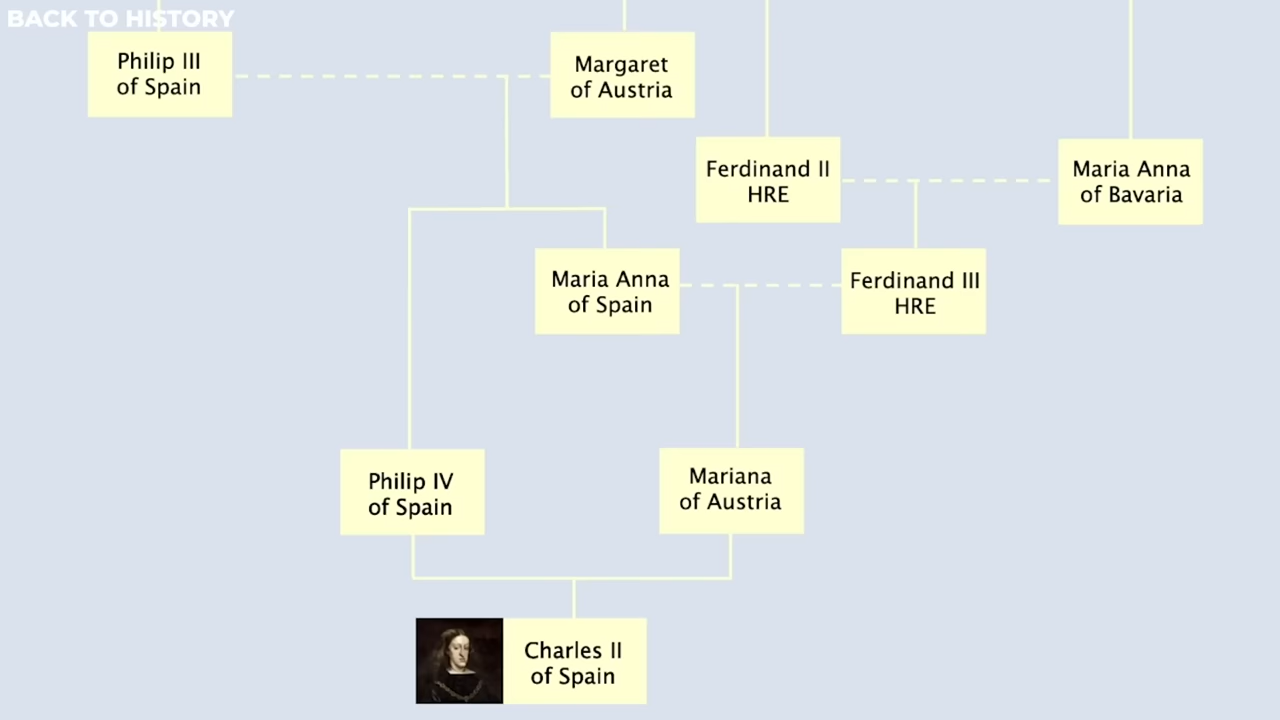 BACK TO HISTORY
Philip III
of Spain
Margaret
of Austria
Ferdinand II
HRE
Maria Anna
of Bavaria
Maria Anna
of Spain
Ferdinand III
HRE
Philip IV
of Spain
Mariana
of Austria
Charles II
of Spain